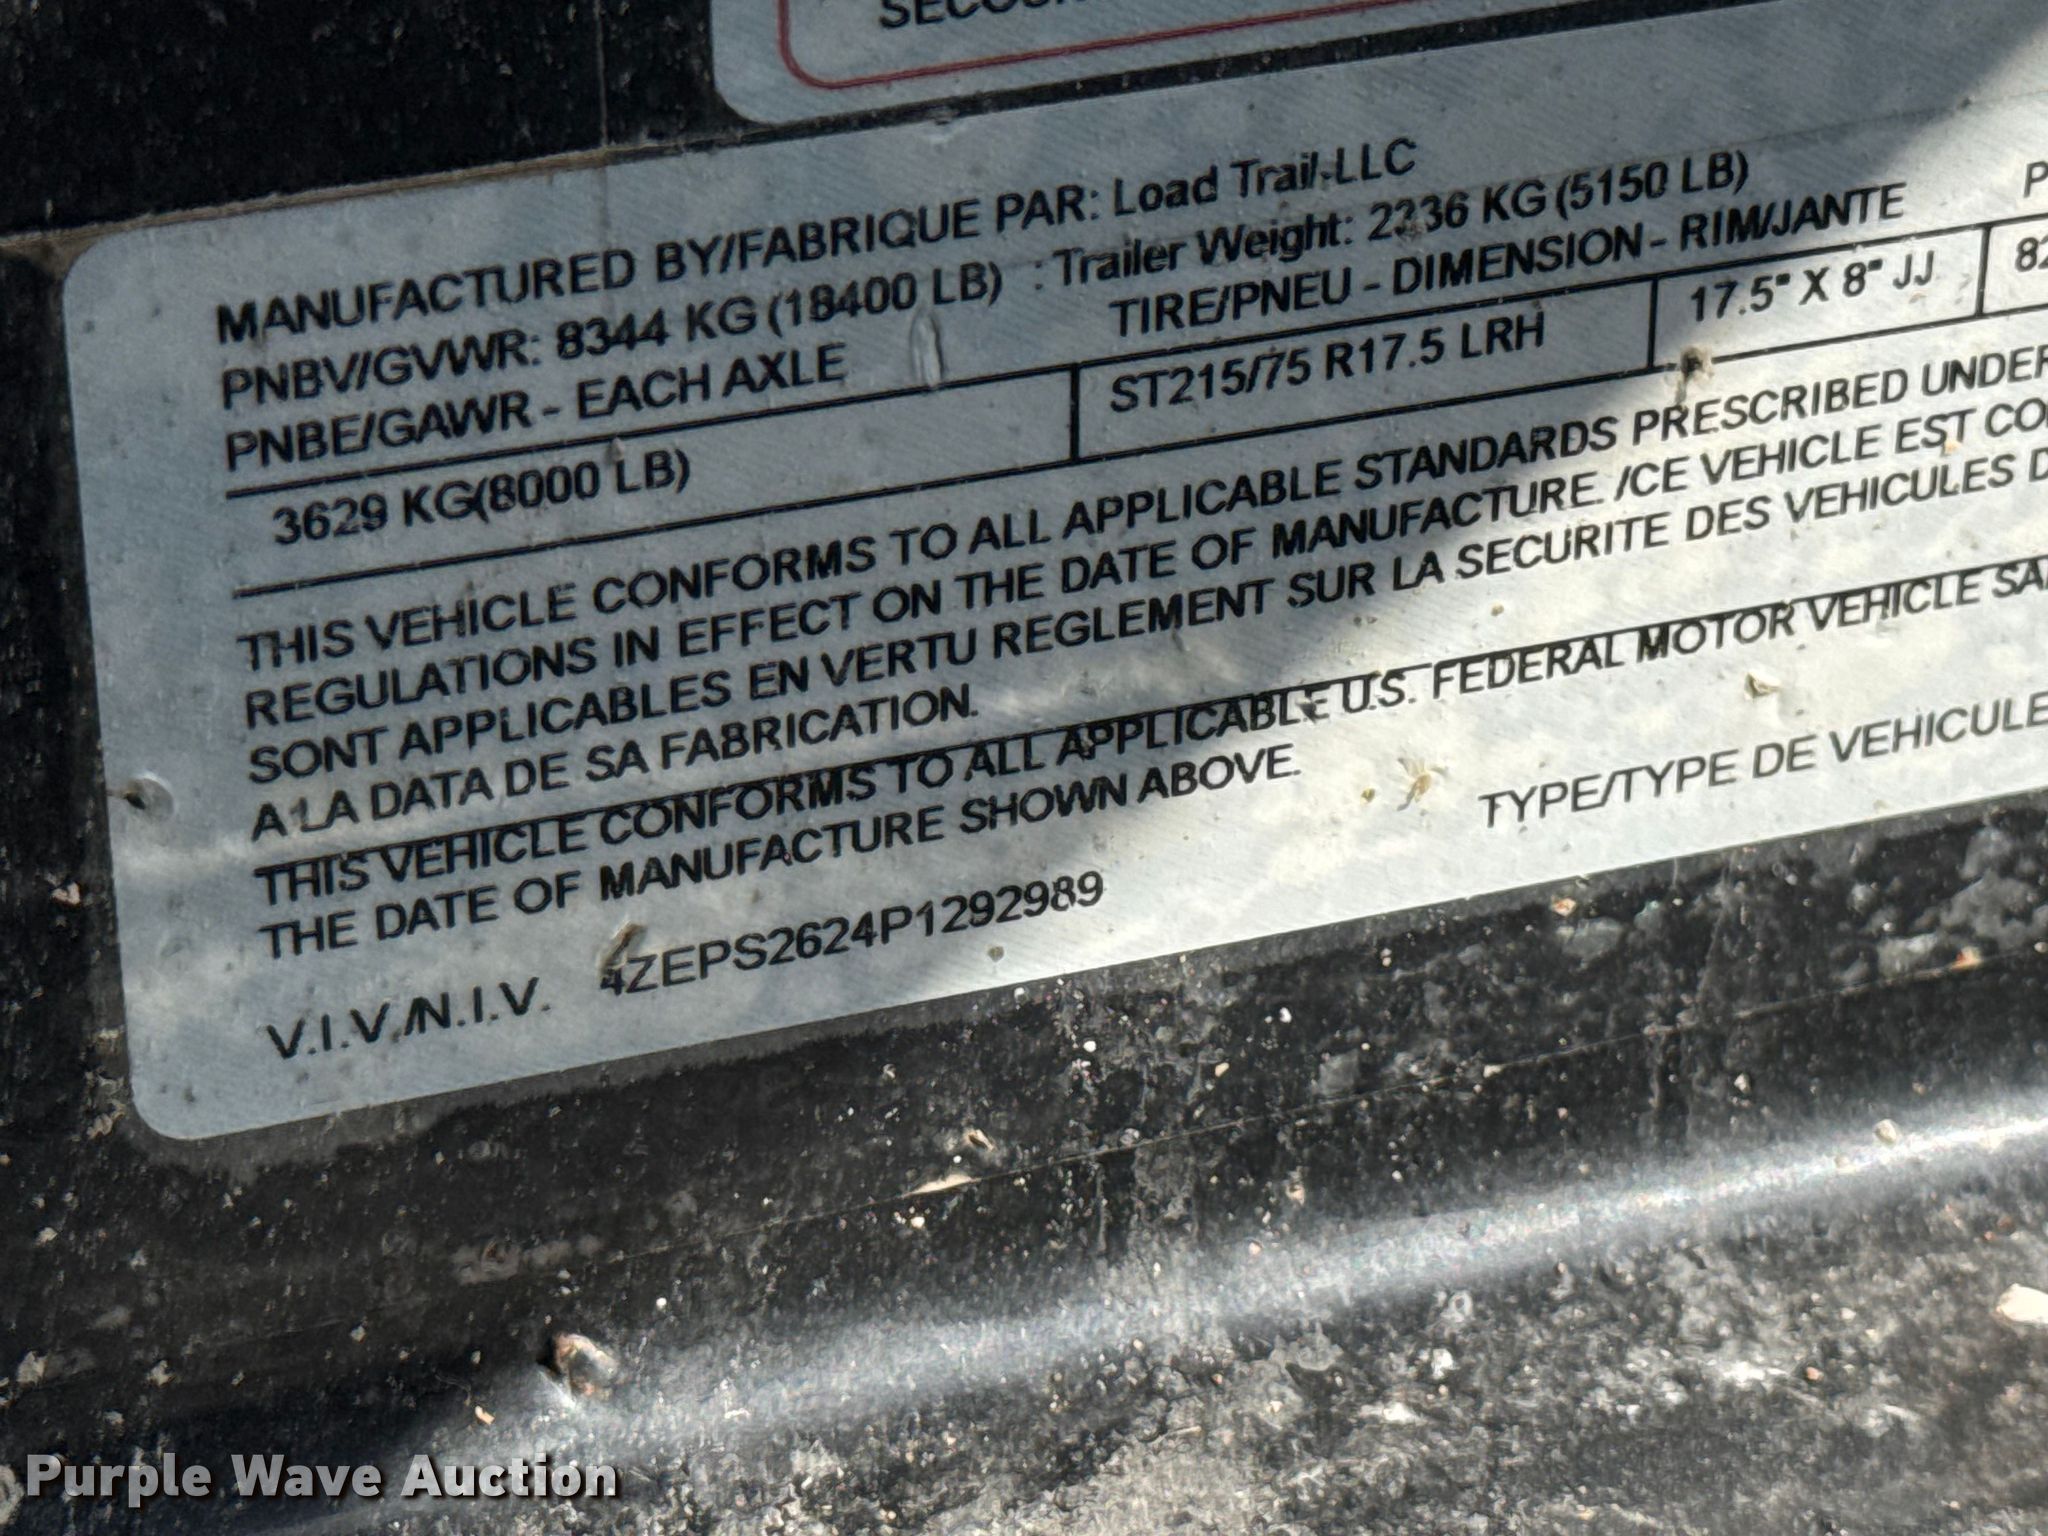 MANUFACTURED BY/FABRIQUE PAR: Load Trail LLC
PNBV/GVWR: 8344 KG (18400 LB) : Trailer Weight: 2336 KG (5150 LB)
PNBE/GAWR - EACH AXLE TIRE/PNEU - DIMENSION - RIM/JANTE P
3629 KG(8000 LB) ST215/75 R17.5 LRH 17.5" X 8" JJ 82
THIS VEHICLE CONFORMS TO ALL APPLICABLE STANDARDS PRESCRIBED UNDER
REGULATIONS IN EFFECT ON THE DATE OF MANUFACTURE. /CE VEHICLE EST CO
SONT APPLICABLES EN VERTU REGLEMENT SUR LA SECURITE DES VEHICULES D
A LA DATA DE SA FABRICATION.
THIS VEHICLE CONFORMS TO ALL APPLICABLE U.S. FEDERAL MOTOR VEHICLE SA
THE DATE OF MANUFACTURE SHOWN ABOVE.
V.I.V./N.I.V. 4ZEPS2624P1292989 TYPE/TYPE DE VEHICULE
Purple Wave Auction